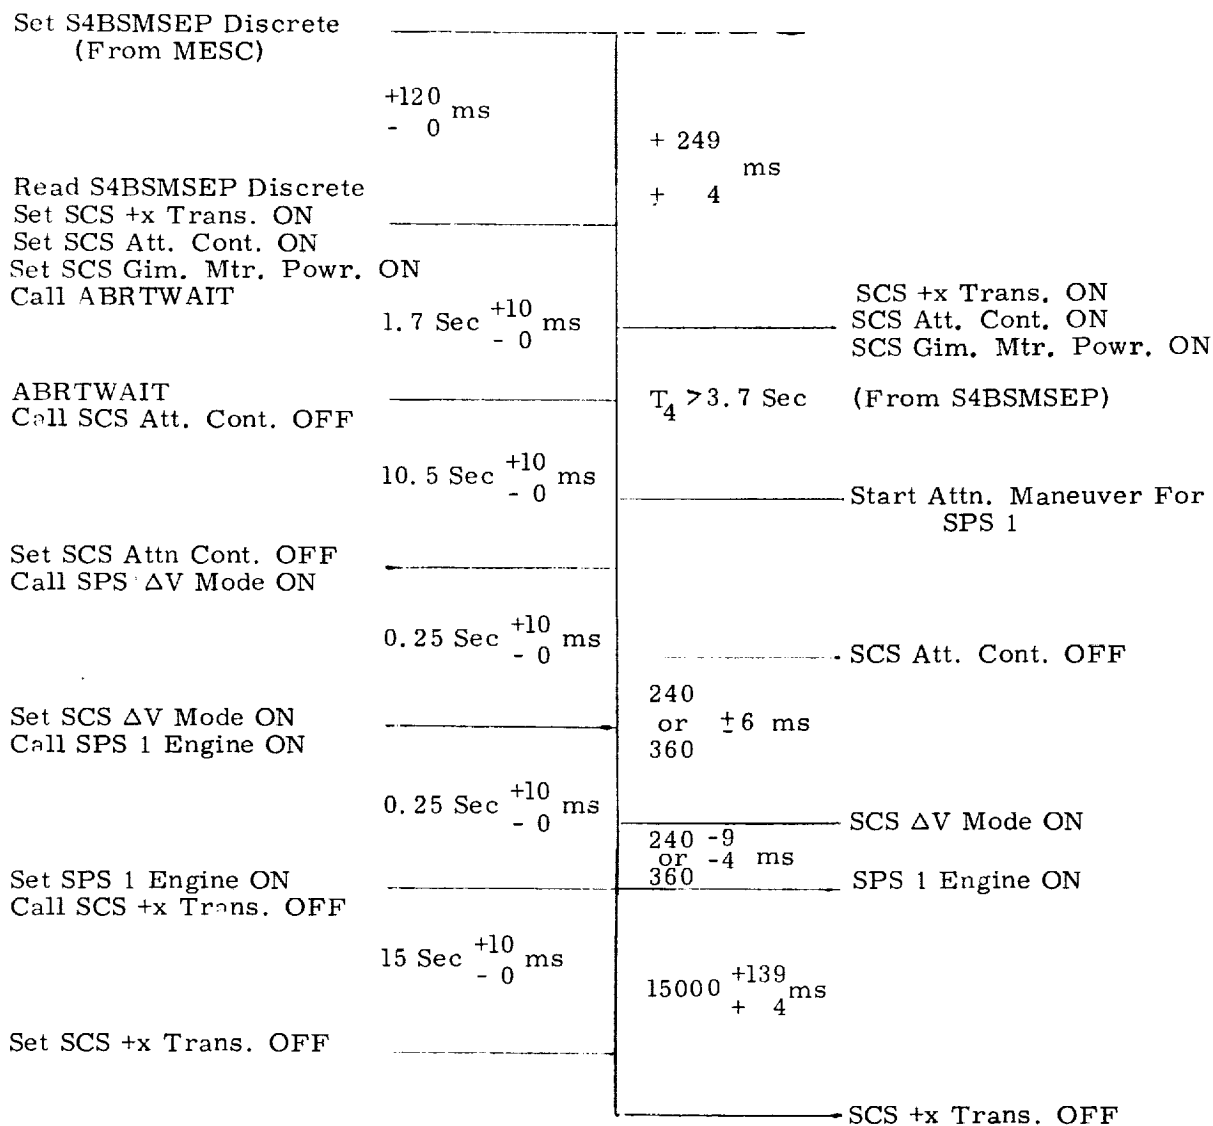 Set S4BSMSEP Discrete
(From MESC)
+120
- 0 ms
+ 249
ms
+ 4
Read S4BSMSEP Discrete
Set SCS +x Trans. ON
Set SCS Att. Cont. ON
Set SCS Gim. Mtr. Powr. ON
Call ABRTWAIT
1.7 Sec +10 - 0 ms
SCS +x Trans. ON
SCS Att. Cont. ON
SCS Gim. Mtr. Powr. ON
ABRTWAIT
Call SCS Att. Cont. OFF
T4 >3.7 Sec (From S4BSMSEP)
10.5 Sec +10 - 0 ms
Start Attn. Maneuver For
SPS 1
Set SCS Attn Cont. OFF
Call SPS ΔV Mode ON
0.25 Sec +10 - 0 ms
SCS Att. Cont. OFF
240
or ±6 ms
360
Set SCS ΔV Mode ON
Call SPS 1 Engine ON
0.25 Sec +10 - 0 ms
SCS ΔV Mode ON
240 -9
or -4 ms
360
Set SPS 1 Engine ON
Call SCS +x Trans. OFF
SPS 1 Engine ON
15 Sec +10 - 0 ms
15000 +139 + 4 ms
Set SCS +x Trans. OFF
SCS +x Trans. OFF